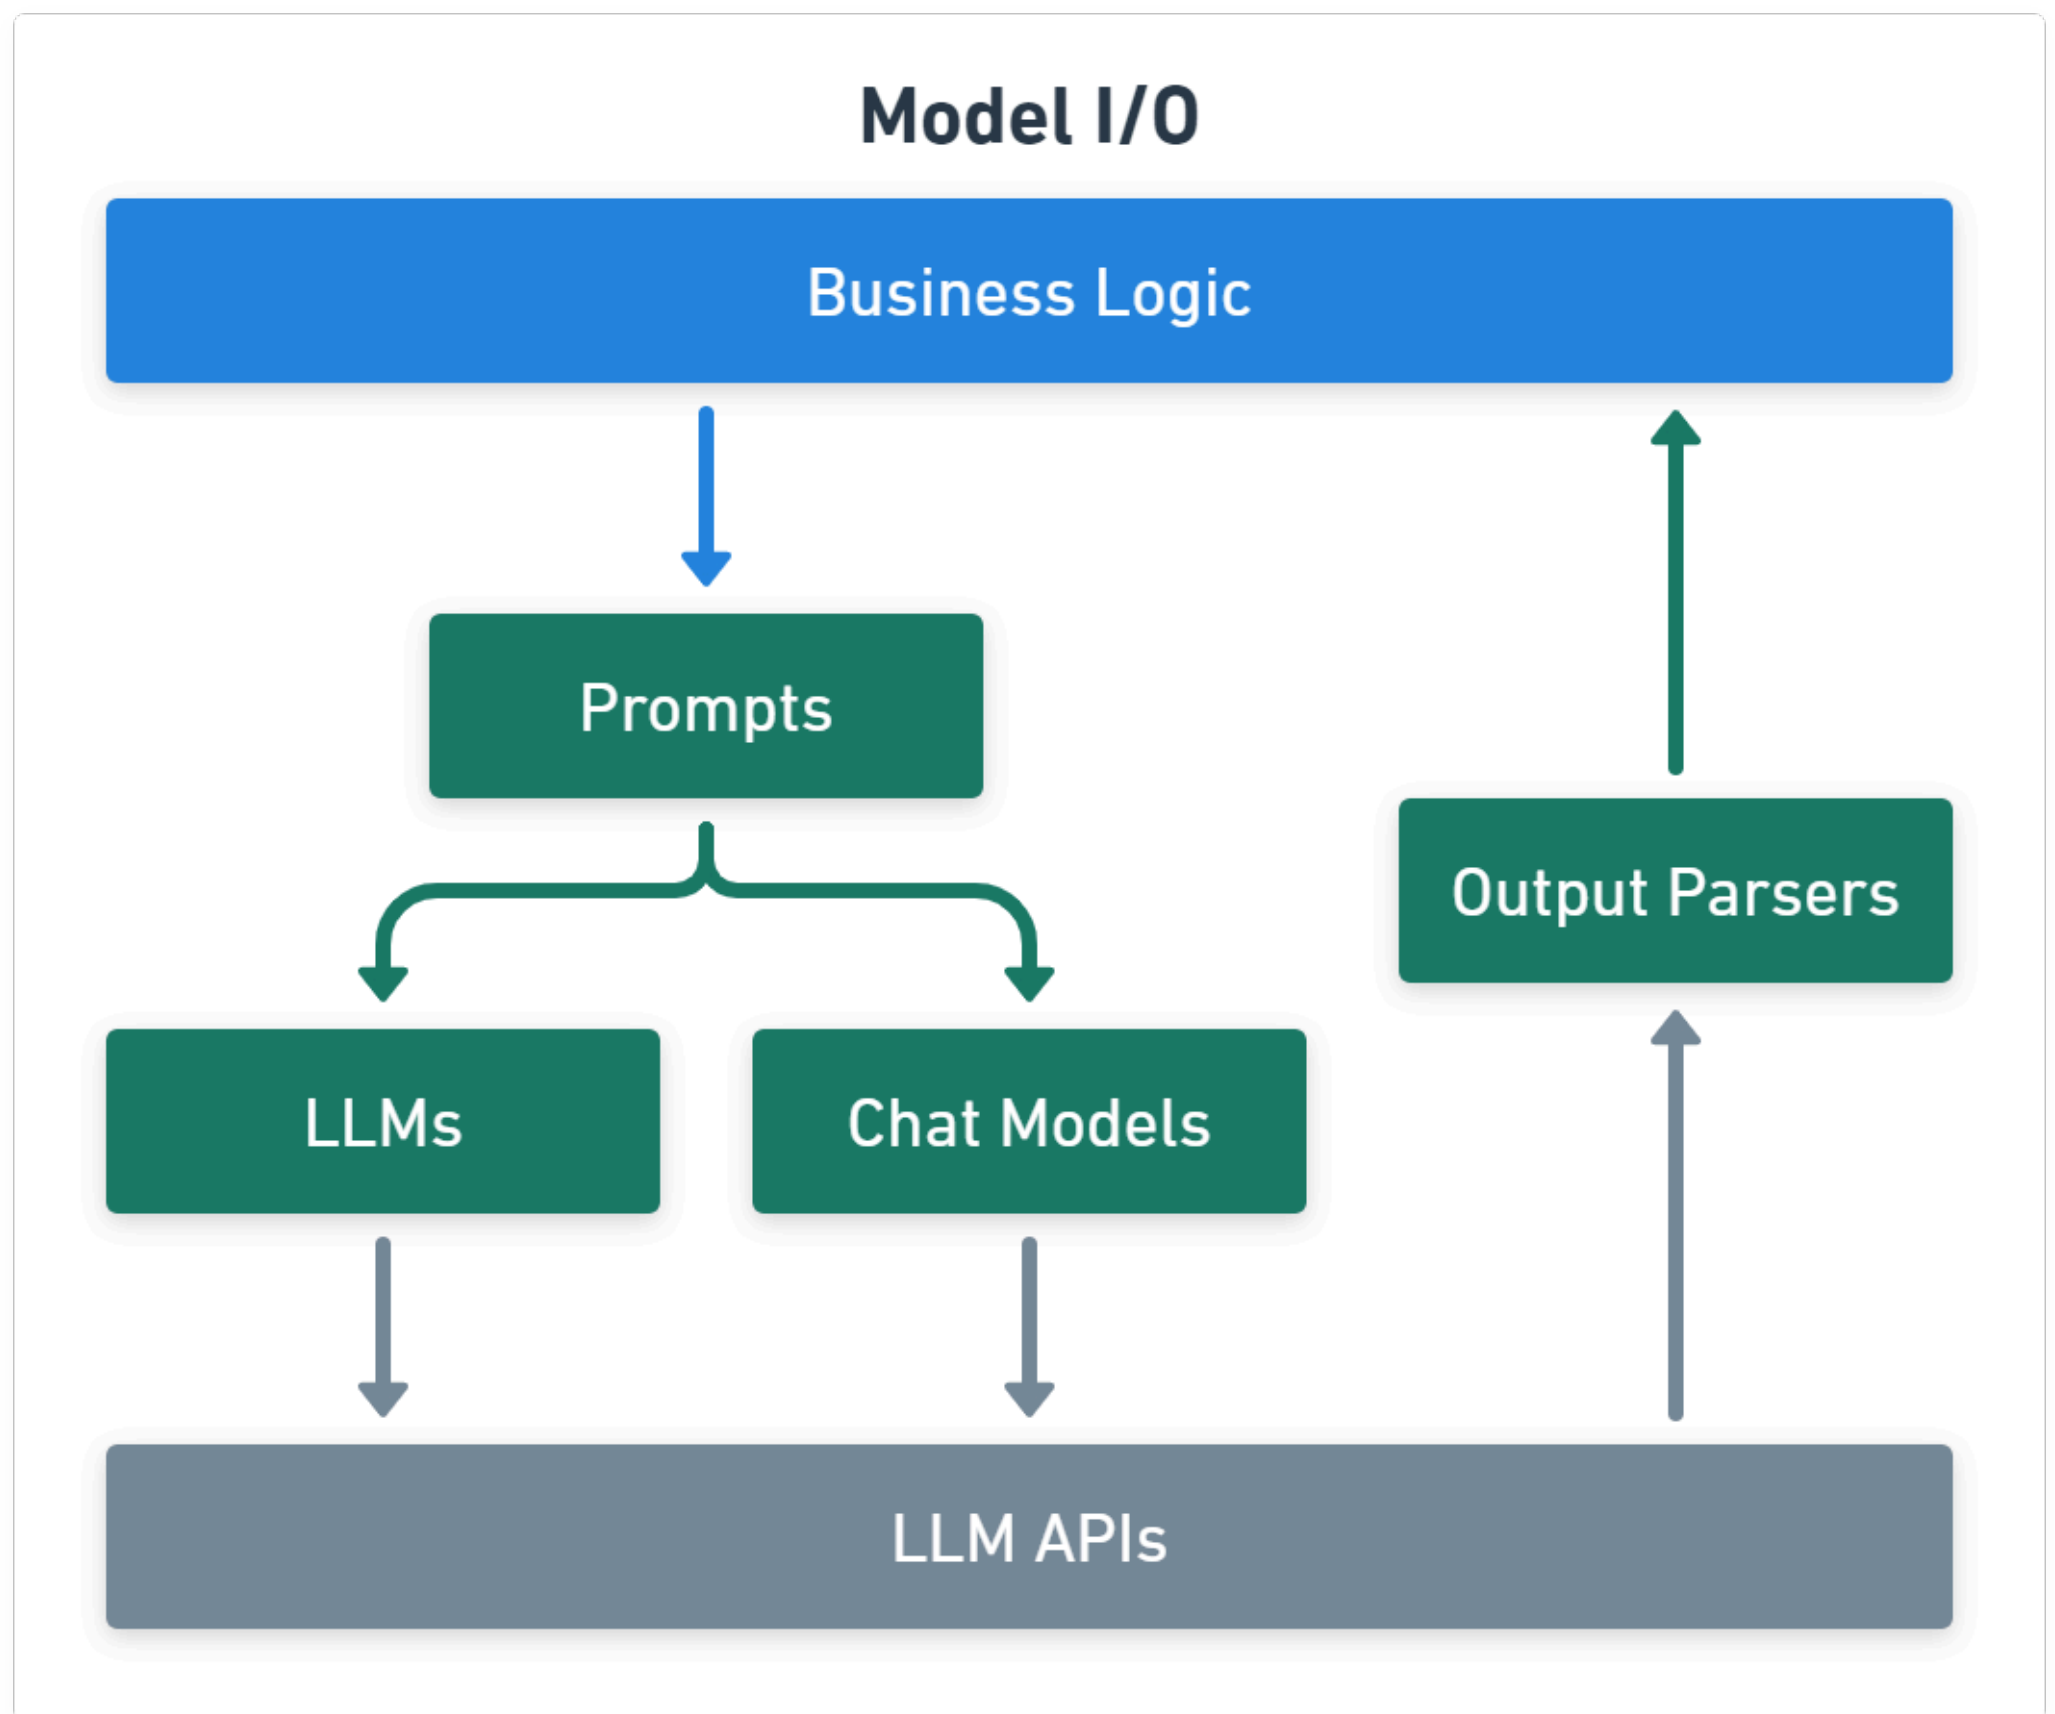 Model I/O
Business Logic
Prompts
Output Parsers
LLMs
Chat Models
LLM APIs